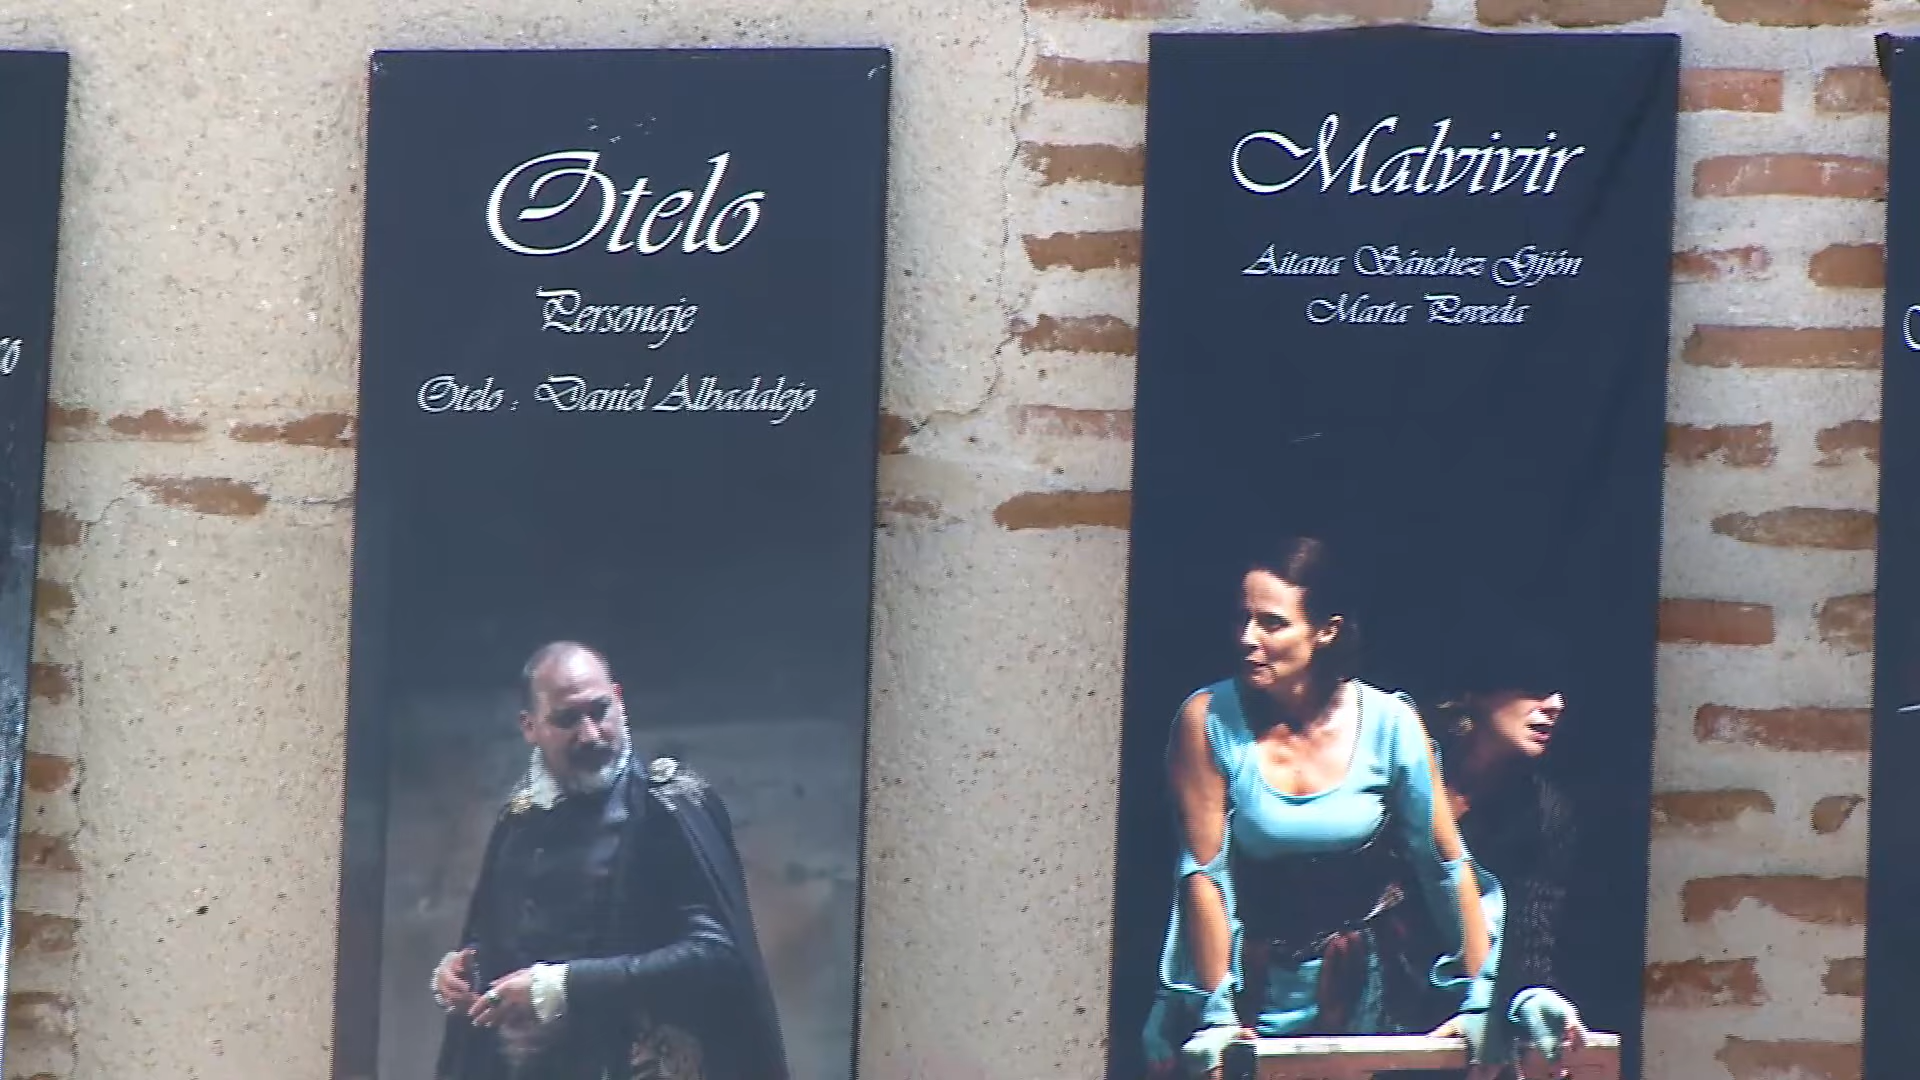 Otelo
Personaje
Otelo : Daniel Albadalejo
Malvivir
Aitana Sánchez Gijón
Marta Poveda